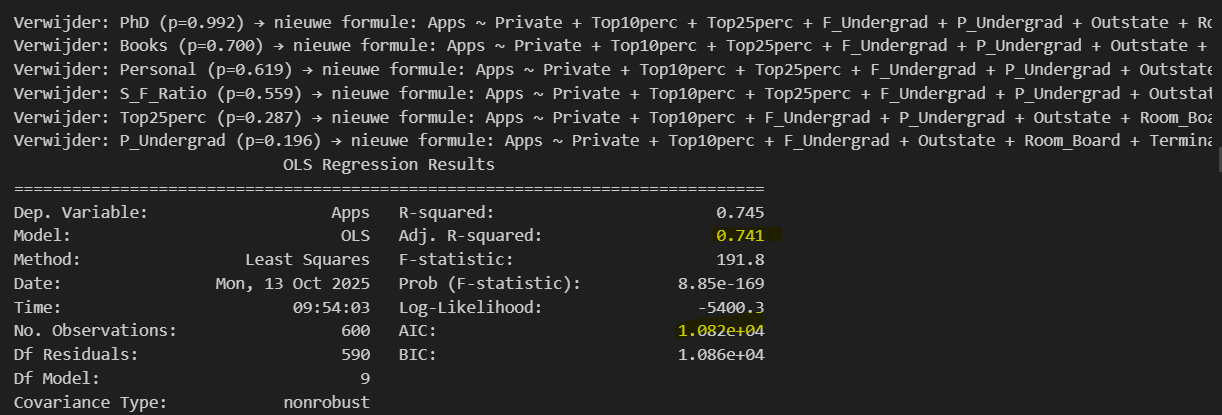 Verwijder: PhD (p=0.992) → nieuwe formule: Apps ~ Private + Top10perc + Top25perc + F_Undergrad + P_Undergrad + Outstate + Ro
Verwijder: Books (p=0.700) → nieuwe formule: Apps ~ Private + Top10perc + Top25perc + F_Undergrad + P_Undergrad + Outstate +
Verwijder: Personal (p=0.619) → nieuwe formule: Apps ~ Private + Top10perc + Top25perc + F_Undergrad + P_Undergrad + Outstate
Verwijder: S_F_Ratio (p=0.559) → nieuwe formule: Apps ~ Private + Top10perc + Top25perc + F_Undergrad + P_Undergrad + Outstat
Verwijder: Top25perc (p=0.287) → nieuwe formule: Apps ~ Private + Top10perc + F_Undergrad + P_Undergrad + Outstate + Room_Boa
Verwijder: P_Undergrad (p=0.196) → nieuwe formule: Apps ~ Private + Top10perc + F_Undergrad + Outstate + Room_Board + Termina
OLS Regression Results
==============================================================================
Dep. Variable: Apps R-squared: 0.745
Model: OLS Adj. R-squared: 0.741
Method: Least Squares F-statistic: 191.8
Date: Mon, 13 Oct 2025 Prob (F-statistic): 8.85e-169
Time: 09:54:03 Log-Likelihood: -5400.3
No. Observations: 600 AIC: 1.082e+04
Df Residuals: 590 BIC: 1.086e+04
Df Model: 9
Covariance Type: nonrobust